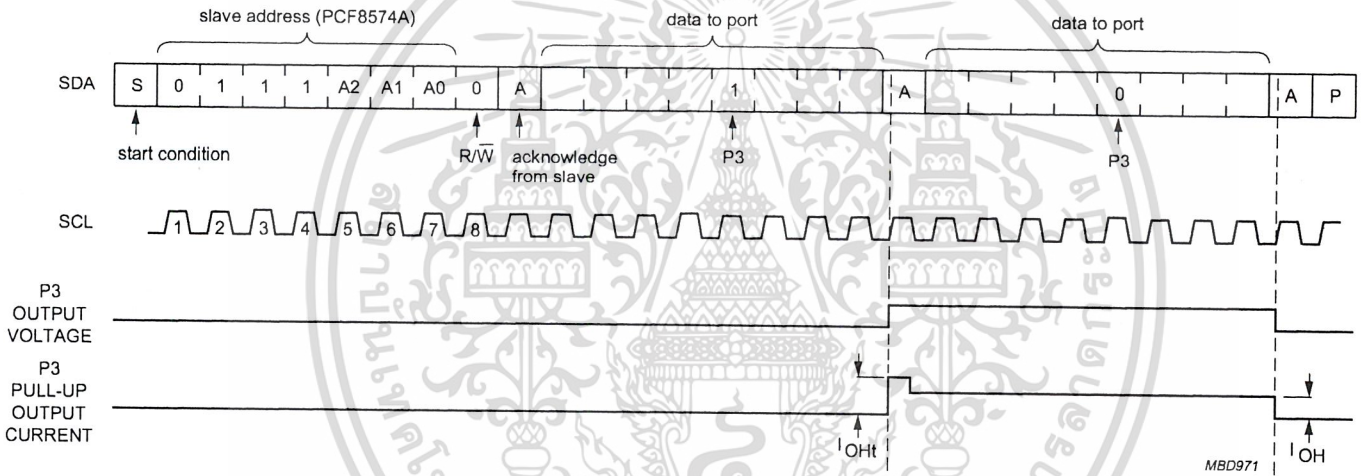 slave address (PCF8574A)
data to port
data to port
SDA
S 0 1 1 1 A2 A1 A0 0 A 1 A 0 A P
start condition
R/W̅
acknowledge
from slave
P3
P3
SCL
1 2 3 4 5 6 7 8
P3
OUTPUT
VOLTAGE
P3
PULL-UP
OUTPUT
CURRENT
IOHt
IOH
MBD971